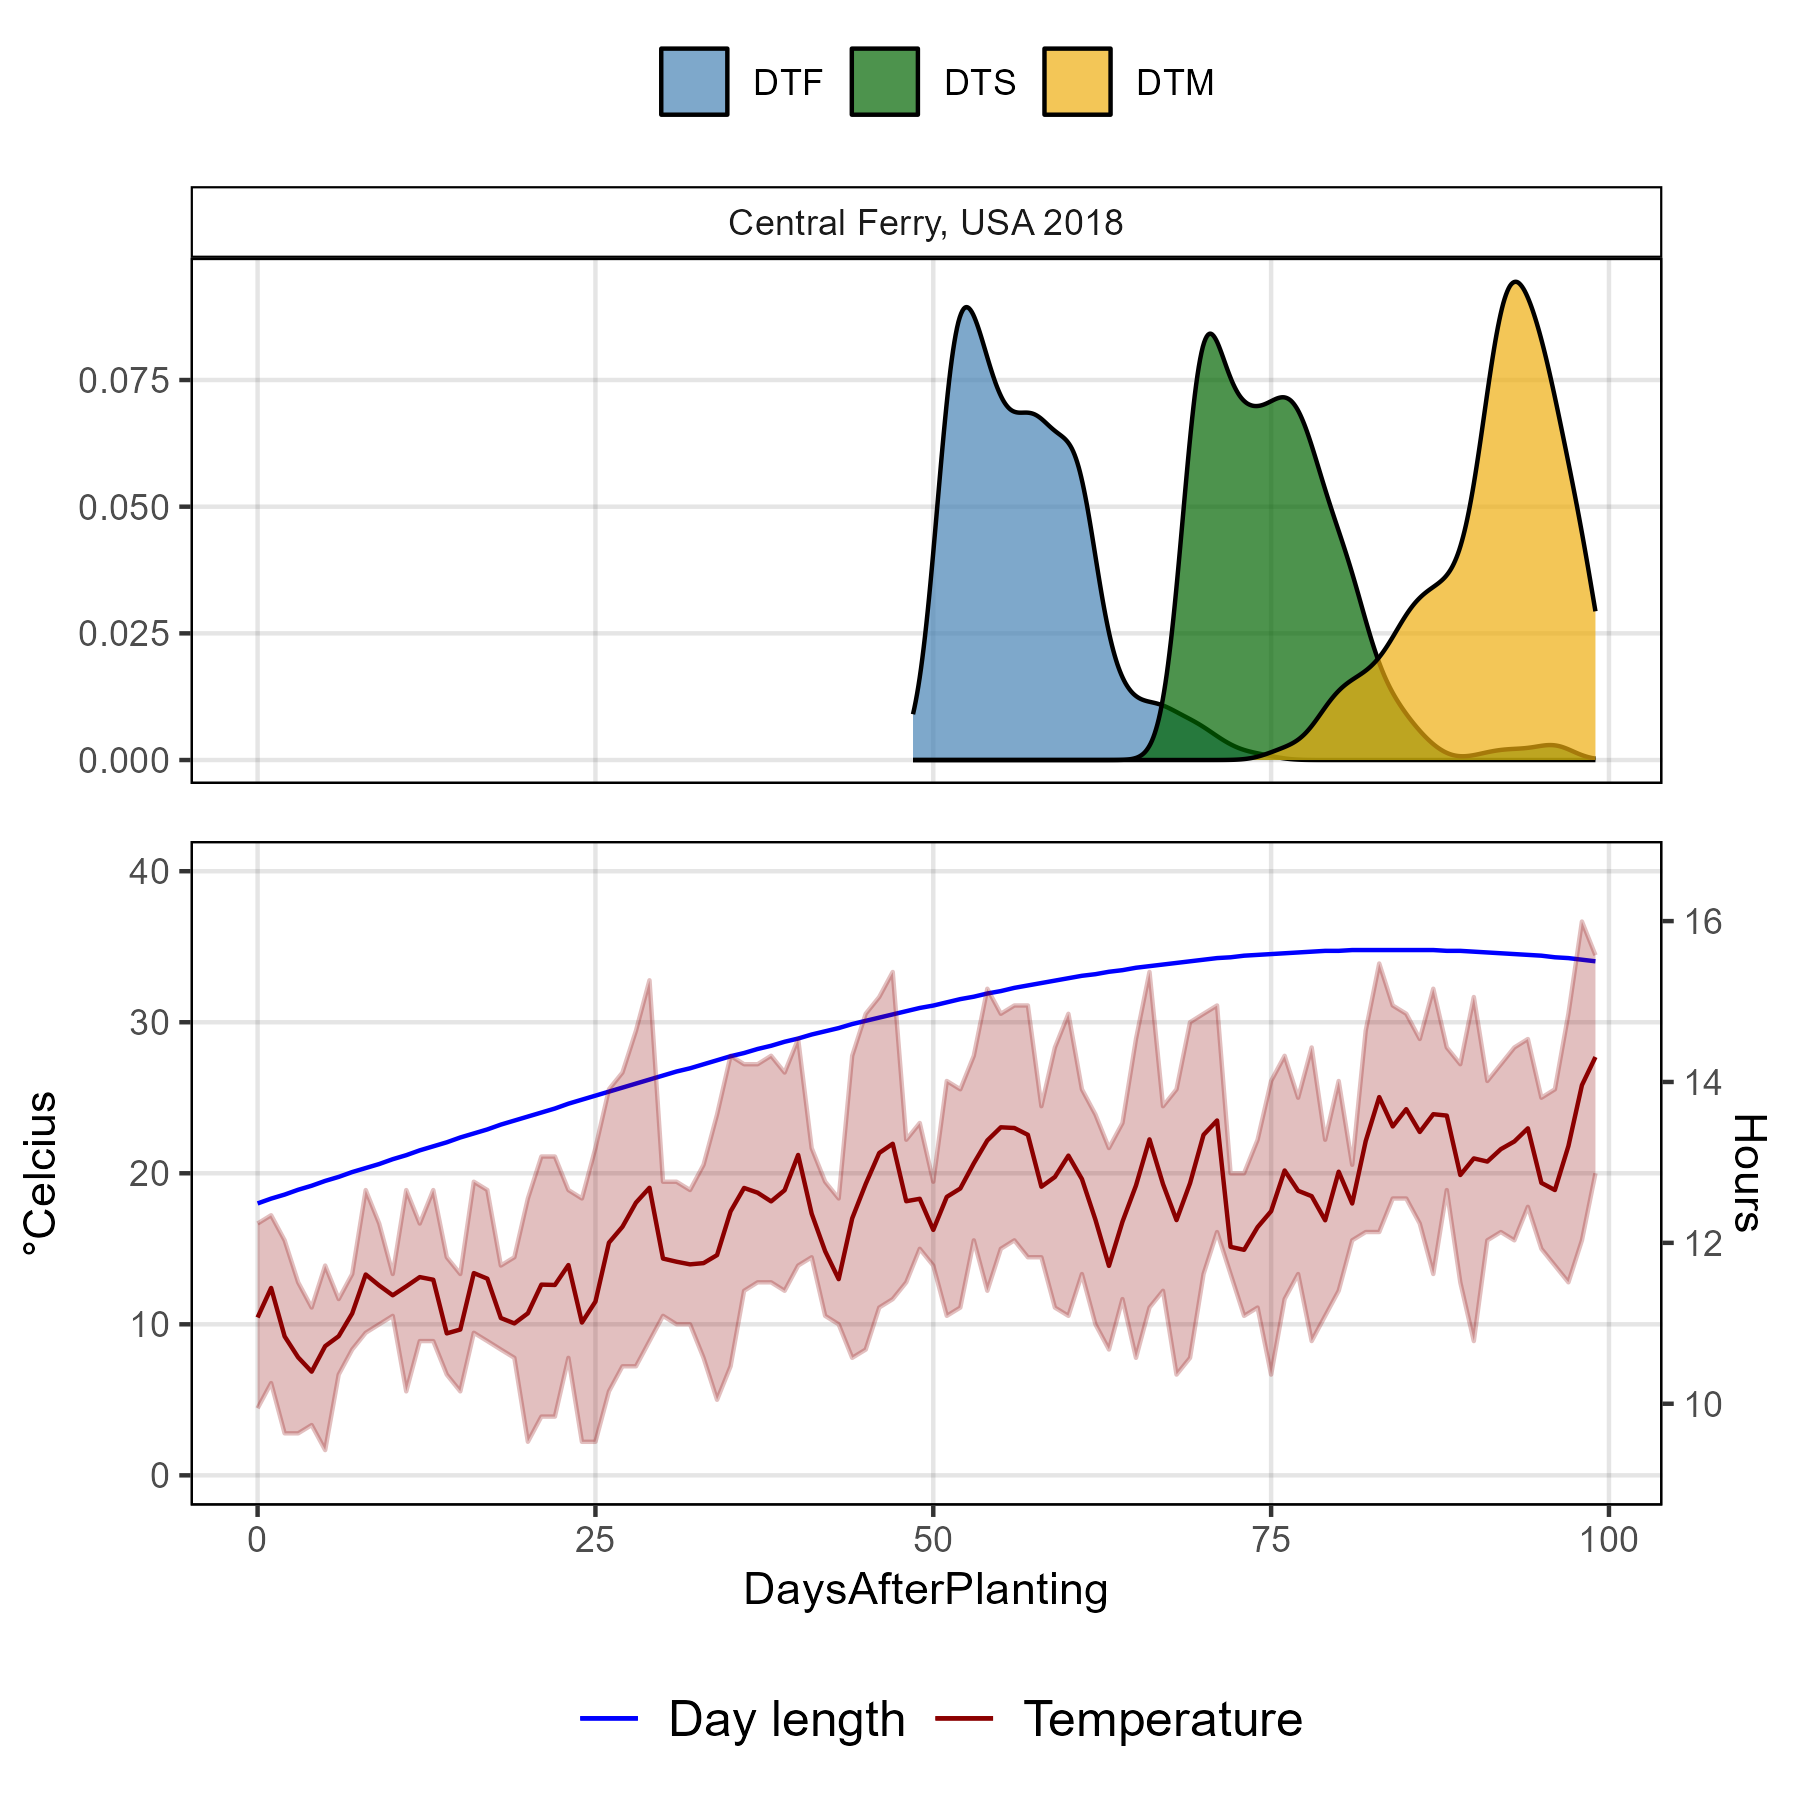 DTF DTS DTM
Central Ferry, USA 2018
0.075
0.050
0.025
0.000
40
30
20
10
0
°Celcius
16
14
12
10
Hours
0 25 50 75 100
DaysAfterPlanting
Day length Temperature